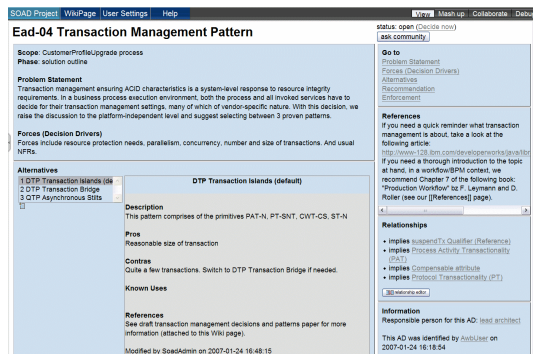 SOAD Project WikiPage User Settings Help View Mash up Collaborate Debug
Ead-04 Transaction Management Pattern
status: open (Decide now)
ask community
Scope: CustomerProfileUpgrade process
Phase: solution outline
Problem Statement
Transaction management ensuring ACID characteristics is a system-level response to resource integrity
requirements. In a business process execution environment, both the process and all invoked services have to
decide for their transaction management settings, many of which of vendor-specific nature. With this decision, we
raise the discussion to the platform-independent level and suggest selecting between 3 proven patterns.
Forces (Decision Drivers)
Forces include resource protection needs, parallelism, concurrency, number and size of transactions. And usual
NFRs.
Alternatives
1 DTP Transaction Islands (de
2 DTP Transaction Bridge
3 QTP Asynchronous Stilts
DTP Transaction Islands (default)
Description
This pattern comprises of the primitives PAT-N, PT-SNT, CWT-CS, ST-N
Pros
Reasonable size of transaction
Contras
Quite a few transactions. Switch to DTP Transaction Bridge if needed.
Known Uses
References
See draft transaction management decisions and patterns paper for more
information (attached to this Wiki page).
Modified by SoadAdmin on 2007-01-24 16:48:15
Go to
Problem Statement
Forces (Decision Drivers)
Alternatives
Recommendation
Enforcement
References
If you need a quick reminder what transaction
management is about, take a look at the
following article:
http://www-128.ibm.com/developerworks/java/libr
If you need a thorough introduction to the topic
at hand, in a workflow/BPM context, we
recommend Chapter 7 of the following book:
"Production Workflow" bz F. Leymann and D.
Roller (see our [[References]] page).
Relationships
• implies suspendTx Qualifier (Reference)
• implies Process Activity Transactionality
(PAT)
• implies Compensable attribute
• implies Protocol Transactionality (PT)
relationship editor
Information
Responsible person for this AD: lead architect
This AD was identified by AwbUser on
2007-01-24 16:18:54